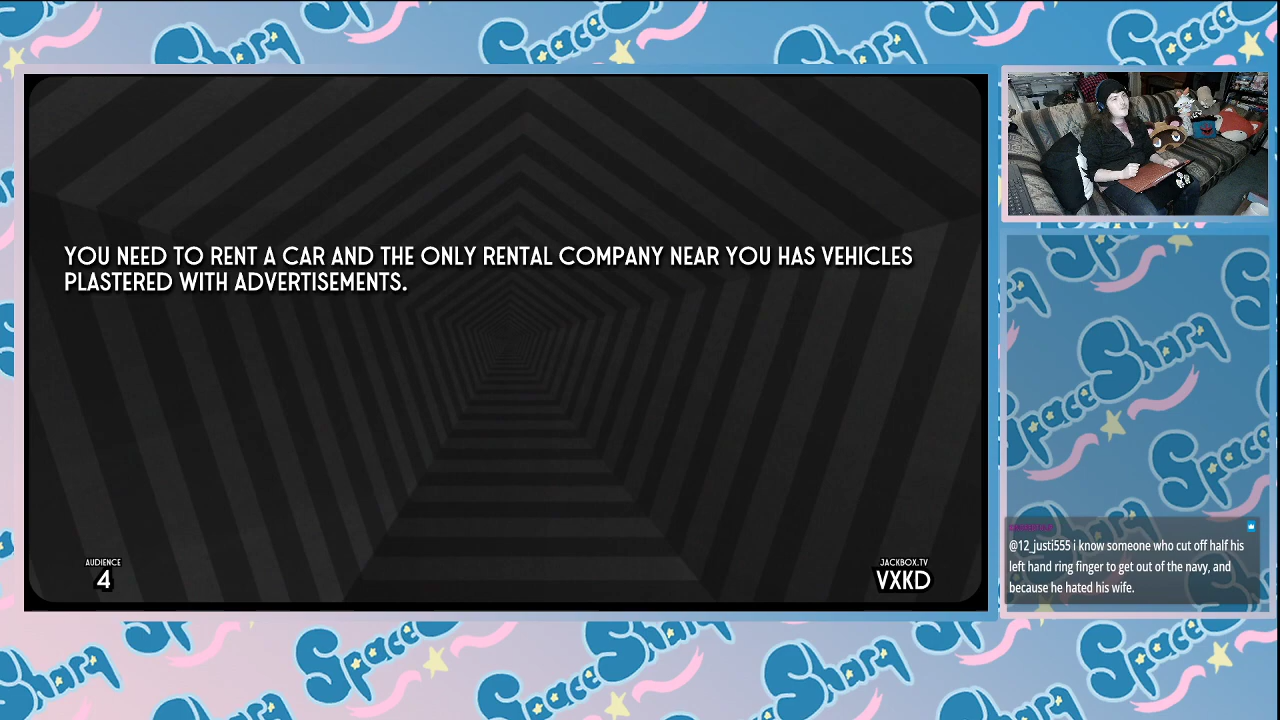 Space Sharq
YOU NEED TO RENT A CAR AND THE ONLY RENTAL COMPANY NEAR YOU HAS VEHICLES
PLASTERED WITH ADVERTISEMENTS.
AUDIENCE
4
JACKBOX.TV
VXKD
@12_justi555 i know someone who cut off half his
left hand ring finger to get out of the navy, and
because he hated his wife.